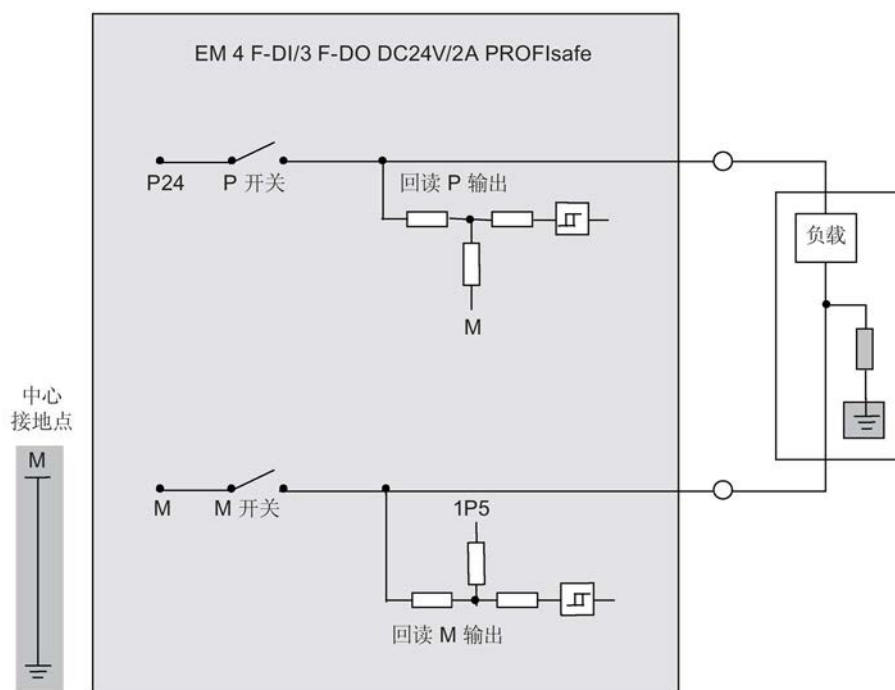 EM 4 F-DI/3 F-DO DC24V/2A PROFIsafe
P24
P 开关
回读 P 输出
负载
M
中心
接地点
M
M
M 开关
1P5
回读 M 输出